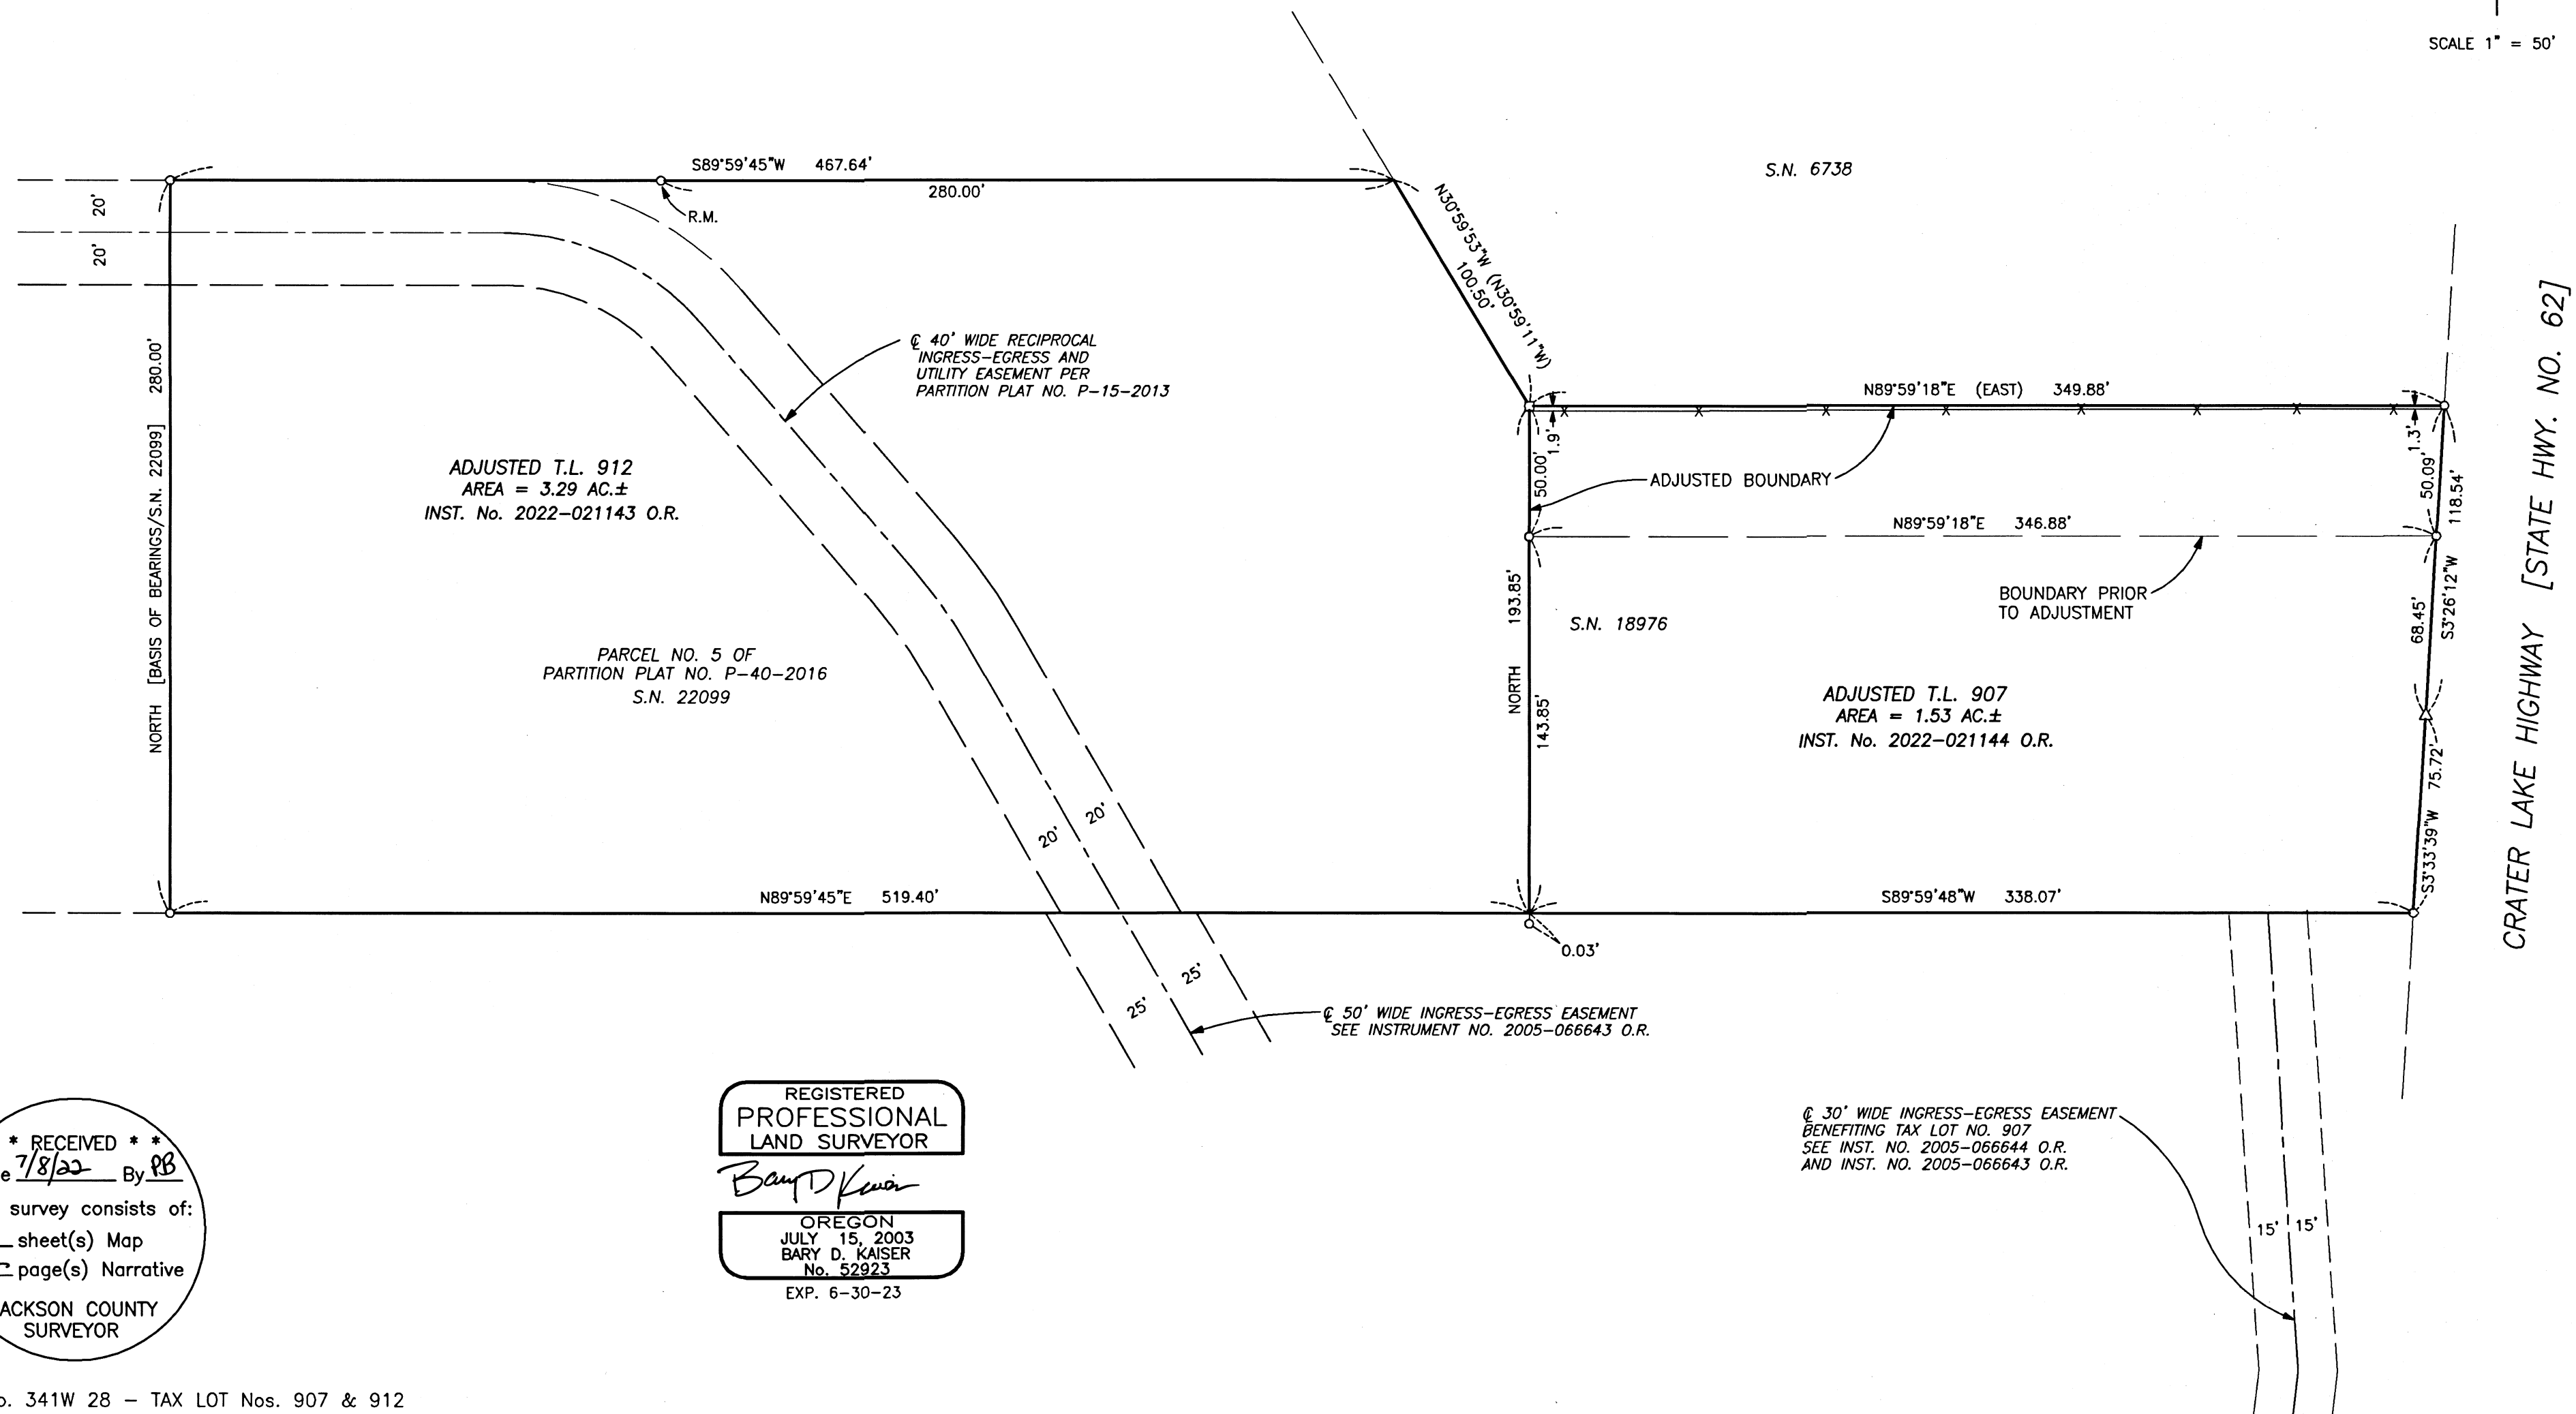 SCALE 1" = 50'
S89°59'45"W 467.64'
280.00'
R.M.
20'
20'
N30°59'53"W (N30°59'11"W)
100.50'
S.N. 6738
₵ 40' WIDE RECIPROCAL
INGRESS-EGRESS AND
UTILITY EASEMENT PER
PARTITION PLAT NO. P-15-2013
N89°59'18"E (EAST) 349.88'
1.9'
1.3'
50.00'
50.09'
118.54'
ADJUSTED BOUNDARY
N89°59'18"E 346.88'
BOUNDARY PRIOR
TO ADJUSTMENT
NORTH [BASIS OF BEARINGS/S.N. 22099] 280.00'
ADJUSTED T.L. 912
AREA = 3.29 AC.±
INST. No. 2022-021143 O.R.
PARCEL NO. 5 OF
PARTITION PLAT NO. P-40-2016
S.N. 22099
NORTH 193.85'
143.85'
S.N. 18976
ADJUSTED T.L. 907
AREA = 1.53 AC.±
INST. No. 2022-021144 O.R.
68.45'
S3°26'12"W
S3°33'39"W 75.72'
CRATER LAKE HIGHWAY [STATE HWY. NO. 62]
20'
20'
N89°59'45"E 519.40'
S89°59'48"W 338.07'
0.03'
25'
25'
₵ 50' WIDE INGRESS-EGRESS EASEMENT
SEE INSTRUMENT NO. 2005-066643 O.R.
₵ 30' WIDE INGRESS-EGRESS EASEMENT
BENEFITING TAX LOT NO. 907
SEE INST. NO. 2005-066644 O.R.
AND INST. NO. 2005-066643 O.R.
15' 15'
REGISTERED
PROFESSIONAL
LAND SURVEYOR
Bary D Kaiser
OREGON
JULY 15, 2003
BARY D. KAISER
No. 52923
EXP. 6-30-23
* RECEIVED * *
e 7/8/22 By PB
survey consists of:
sheet(s) Map
page(s) Narrative
ACKSON COUNTY
SURVEYOR
o. 341W 28 - TAX LOT Nos. 907 & 912